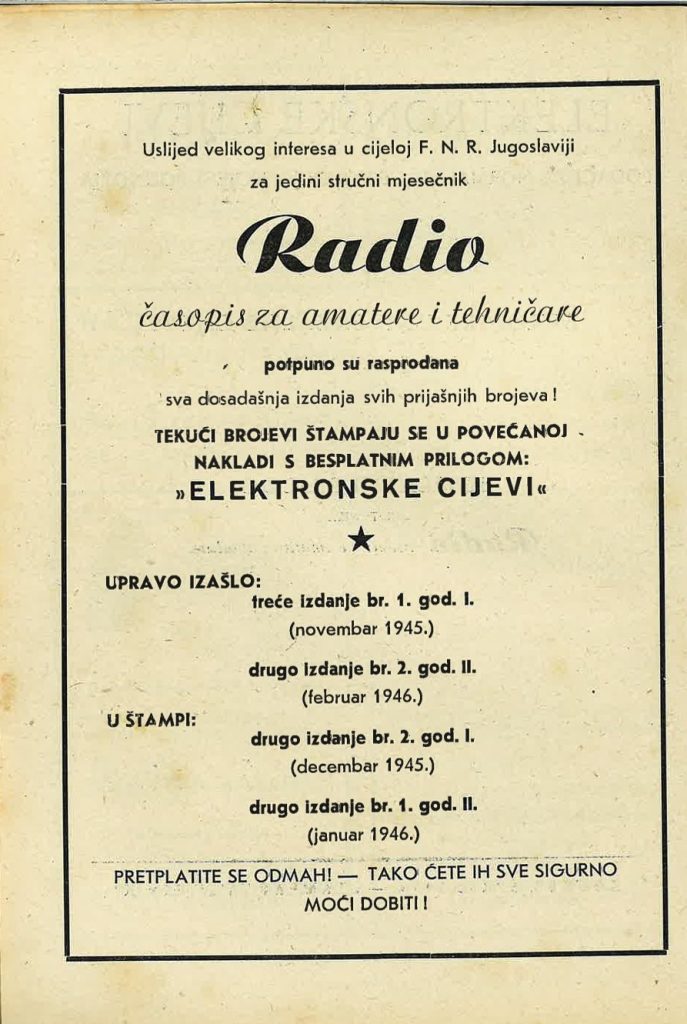 Uslijed velikog interesa u cijeloj F. N. R. Jugoslaviji
za jedini stručni mjesečnik
Radio
časopis za amatere i tehničare
potpuno su rasprodana
sva dosadašnja izdanja svih prijašnjih brojeva!
TEKUĆI BROJEVI ŠTAMPAJU SE U POVEĆANOJ
NAKLADI S BESPLATNIM PRILOGOM:
»ELEKTRONSKE CIJEVI«
★
UPRAVO IZAŠLO:
treće izdanje br. 1. god. I.
(novembar 1945.)
drugo izdanje br. 2. god. II.
(februar 1946.)
U ŠTAMPI:
drugo izdanje br. 2. god. I.
(decembar 1945.)
drugo izdanje br. 1. god. II.
(januar 1946.)
PRETPLATITE SE ODMAH! — TAKO ĆETE IH SVE SIGURNO
MOĆI DOBITI!